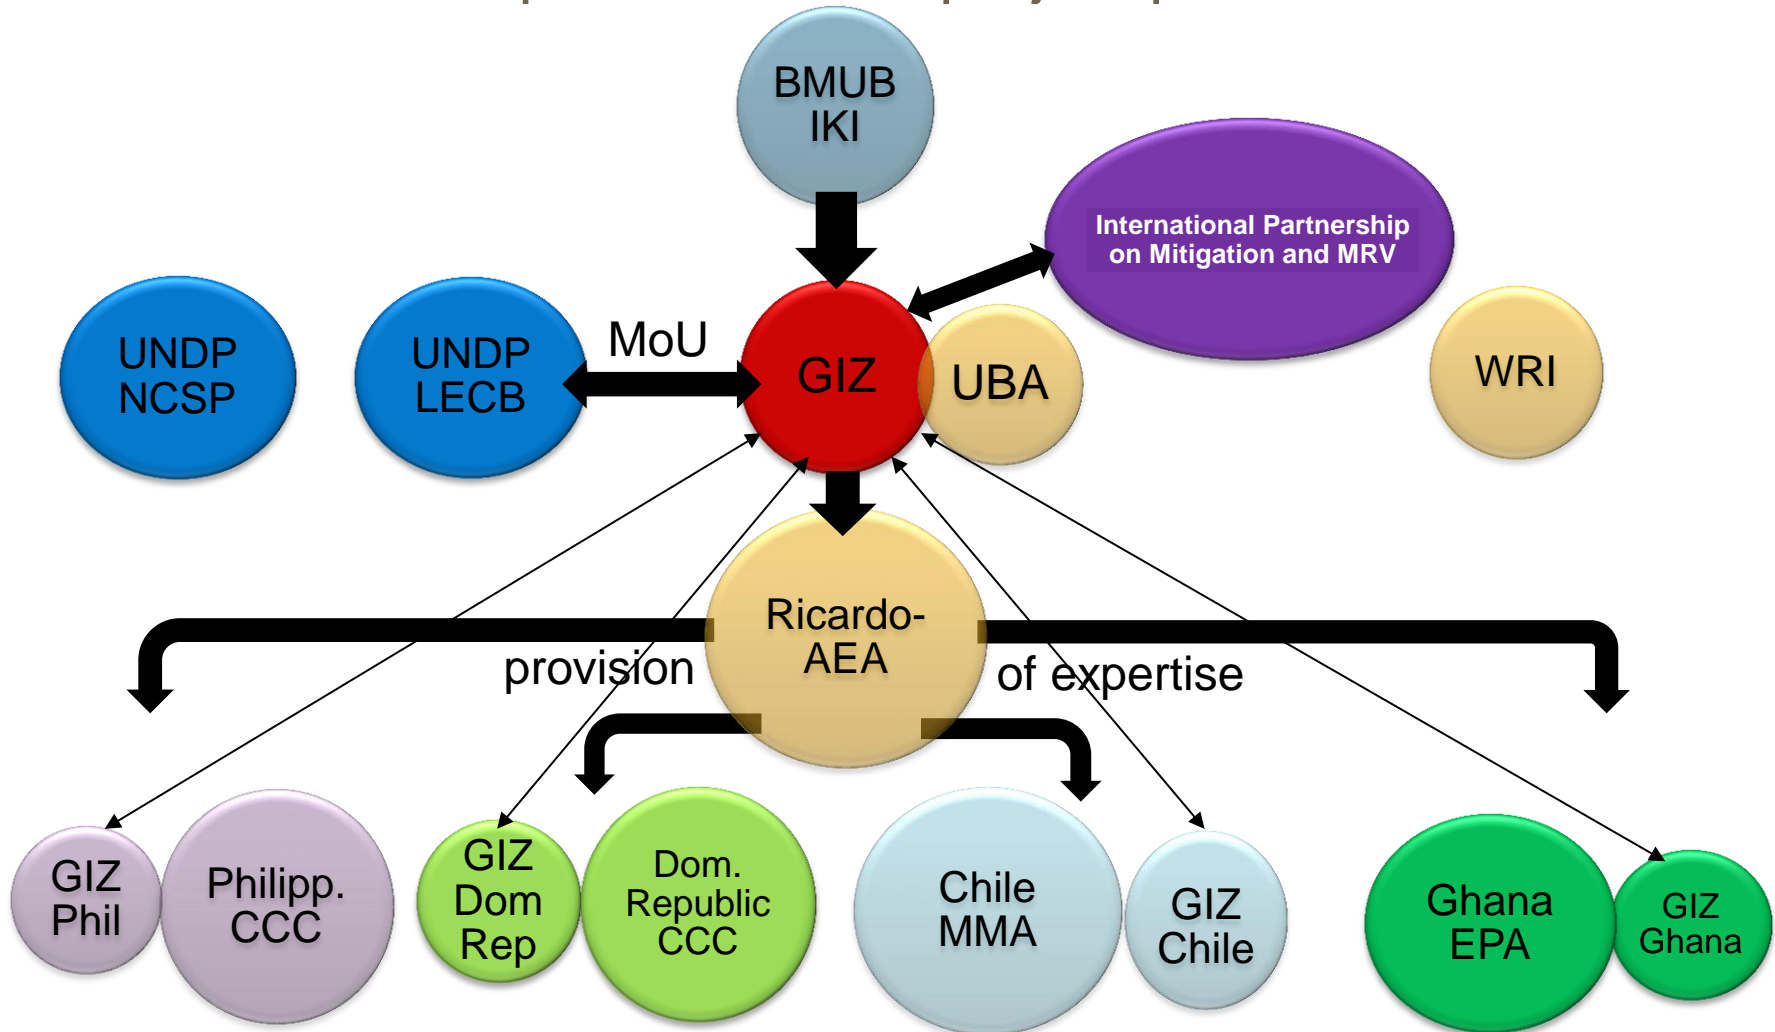 BMUB
IKI
International Partnership
on Mitigation and MRV
UNDP
NCSP
UNDP
LECB
MoU
GIZ
UBA
WRI
Ricardo-
AEA
provision
of expertise
GIZ
Phil
Philipp.
CCC
GIZ
Dom
Rep
Dom.
Republic
CCC
Chile
MMA
GIZ
Chile
Ghana
EPA
GIZ
Ghana